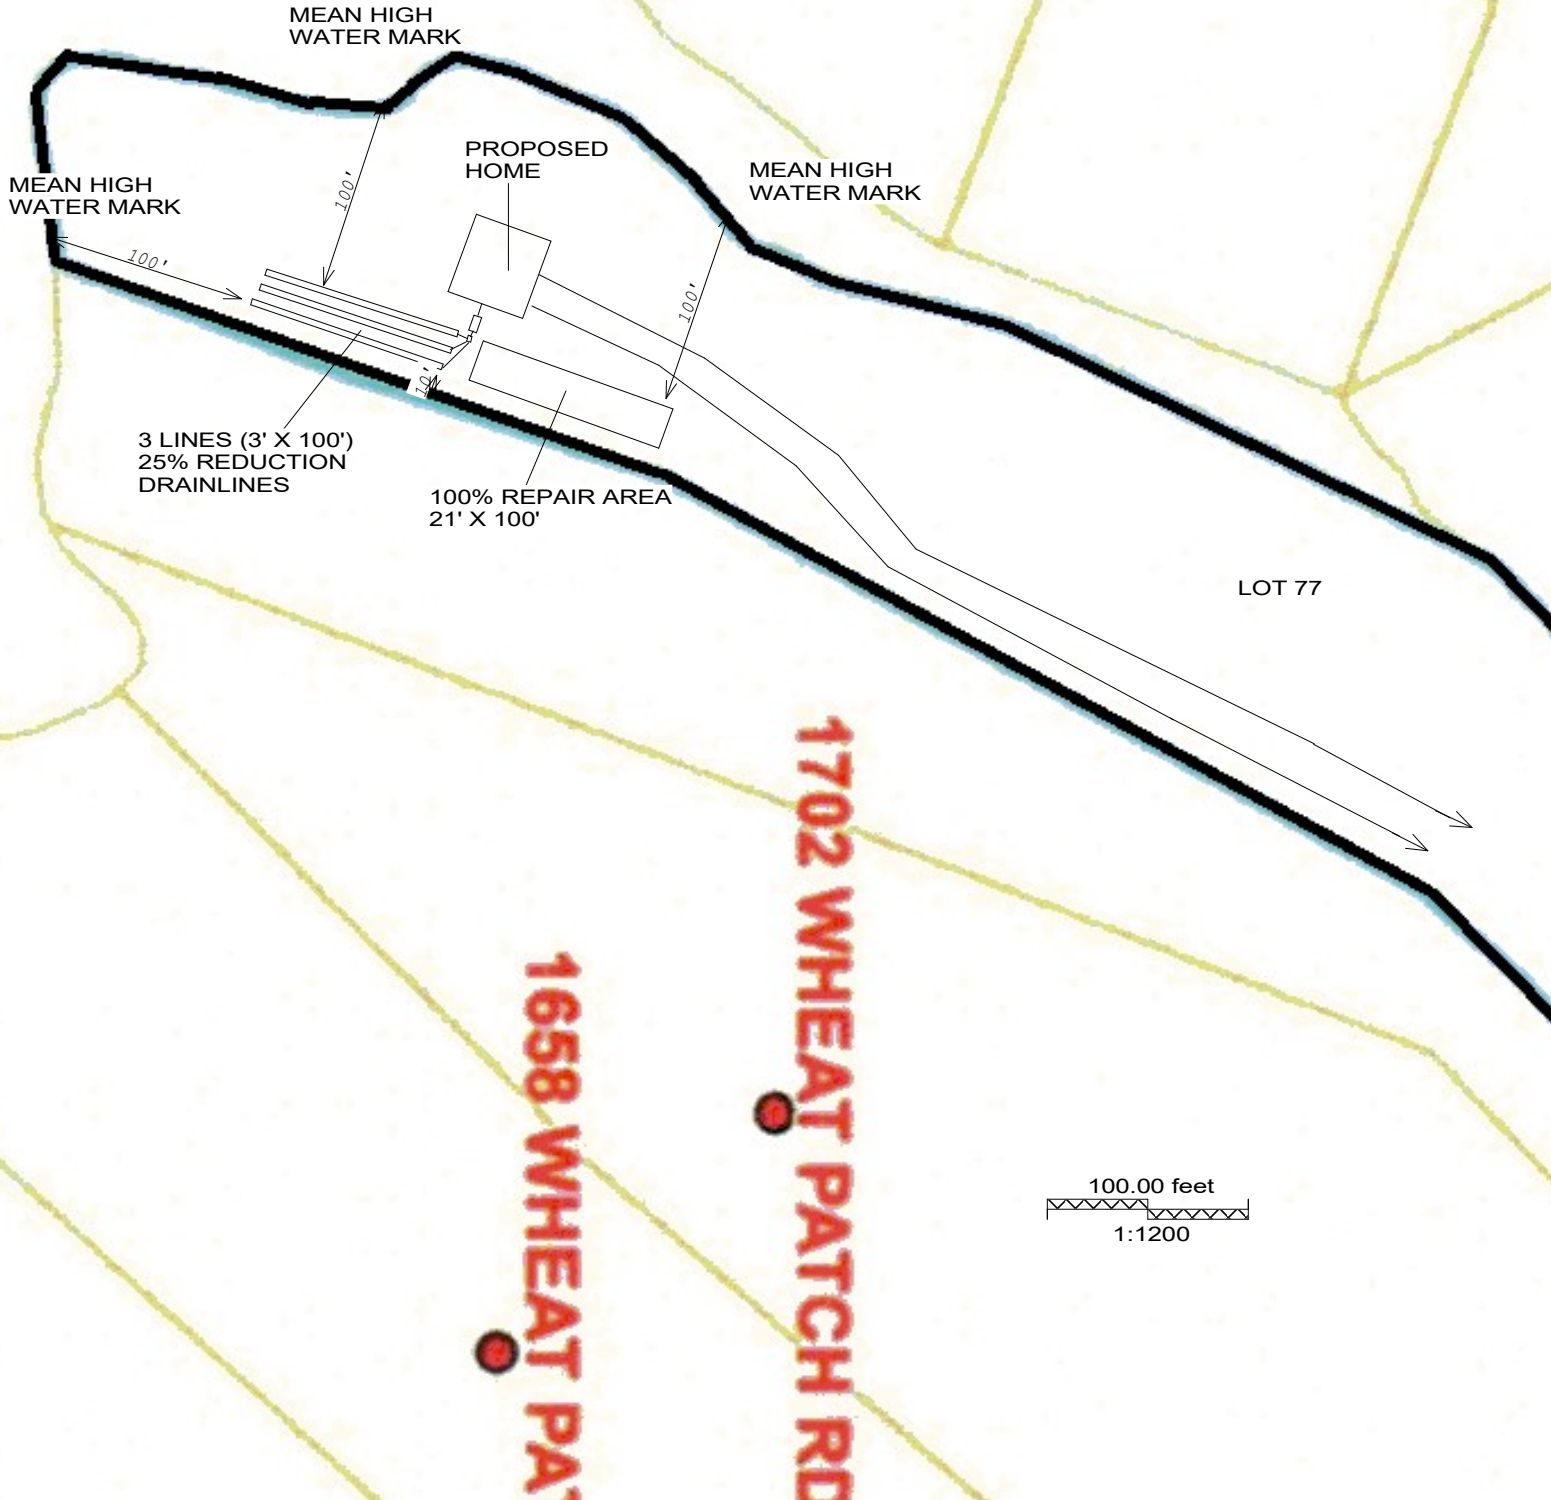 MEAN HIGH
WATER MARK
PROPOSED
HOME
MEAN HIGH
WATER MARK
MEAN HIGH
WATER MARK
100'
100'
100'
10'
3 LINES (3' X 100')
25% REDUCTION
DRAINLINES
100% REPAIR AREA
21' X 100'
LOT 77
1702 WHEAT PATCH RD
1658 WHEAT PA
100.00 feet
1:1200